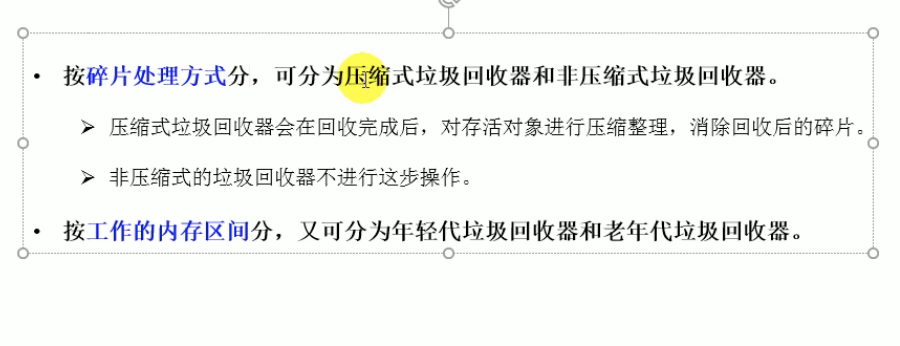 • 按碎片处理方式分，可分为压缩式垃圾回收器和非压缩式垃圾回收器。
➢ 压缩式垃圾回收器会在回收完成后，对存活对象进行压缩整理，消除回收后的碎片。
➢ 非压缩式的垃圾回收器不进行这步操作。
• 按工作的内存区间分，又可分为年轻代垃圾回收器和老年代垃圾回收器。